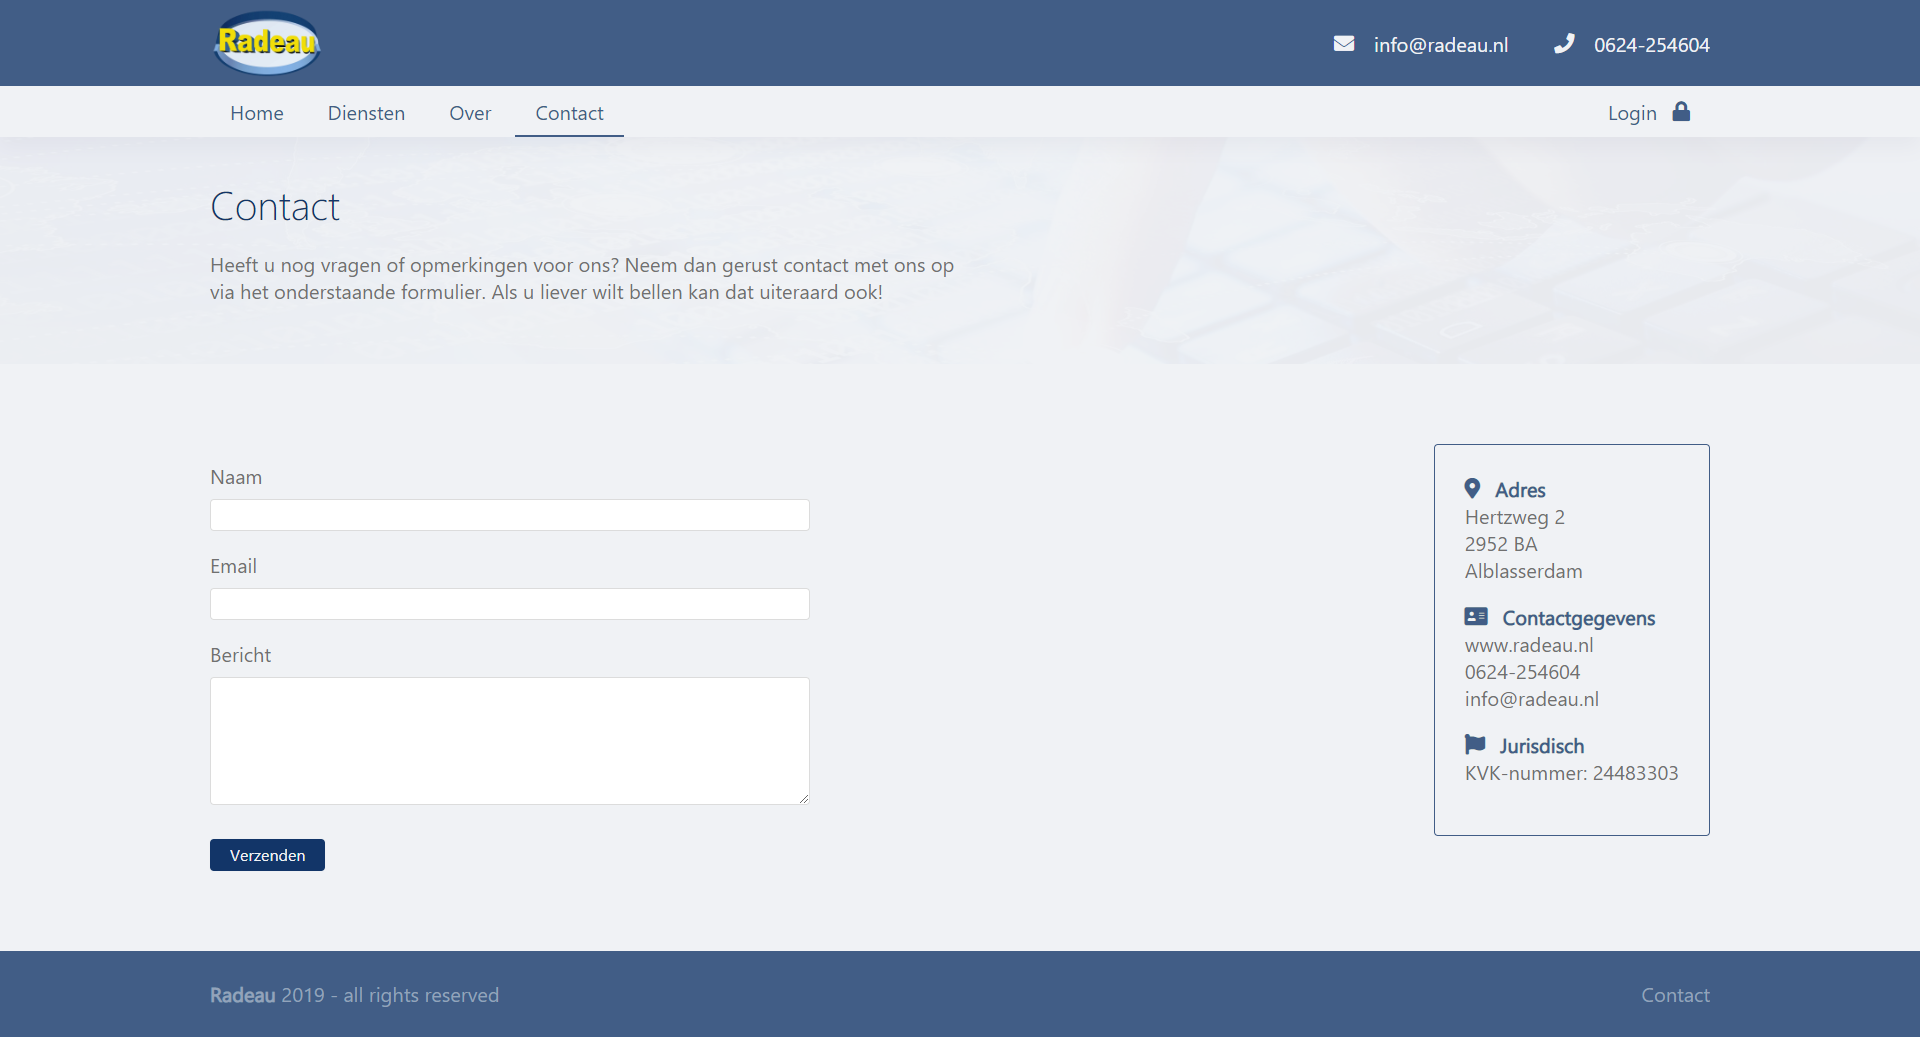 Radeau
info@radeau.nl
0624-254604
Home
Diensten
Over
Contact
Login
Contact
Heeft u nog vragen of opmerkingen voor ons? Neem dan gerust contact met ons op
via het onderstaande formulier. Als u liever wilt bellen kan dat uiteraard ook!
Naam
Email
Bericht
Verzenden
Adres
Hertzweg 2
2952 BA
Alblasserdam
Contactgegevens
www.radeau.nl
0624-254604
info@radeau.nl
Jurisdisch
KVK-nummer: 24483303
Radeau 2019 - all rights reserved
Contact